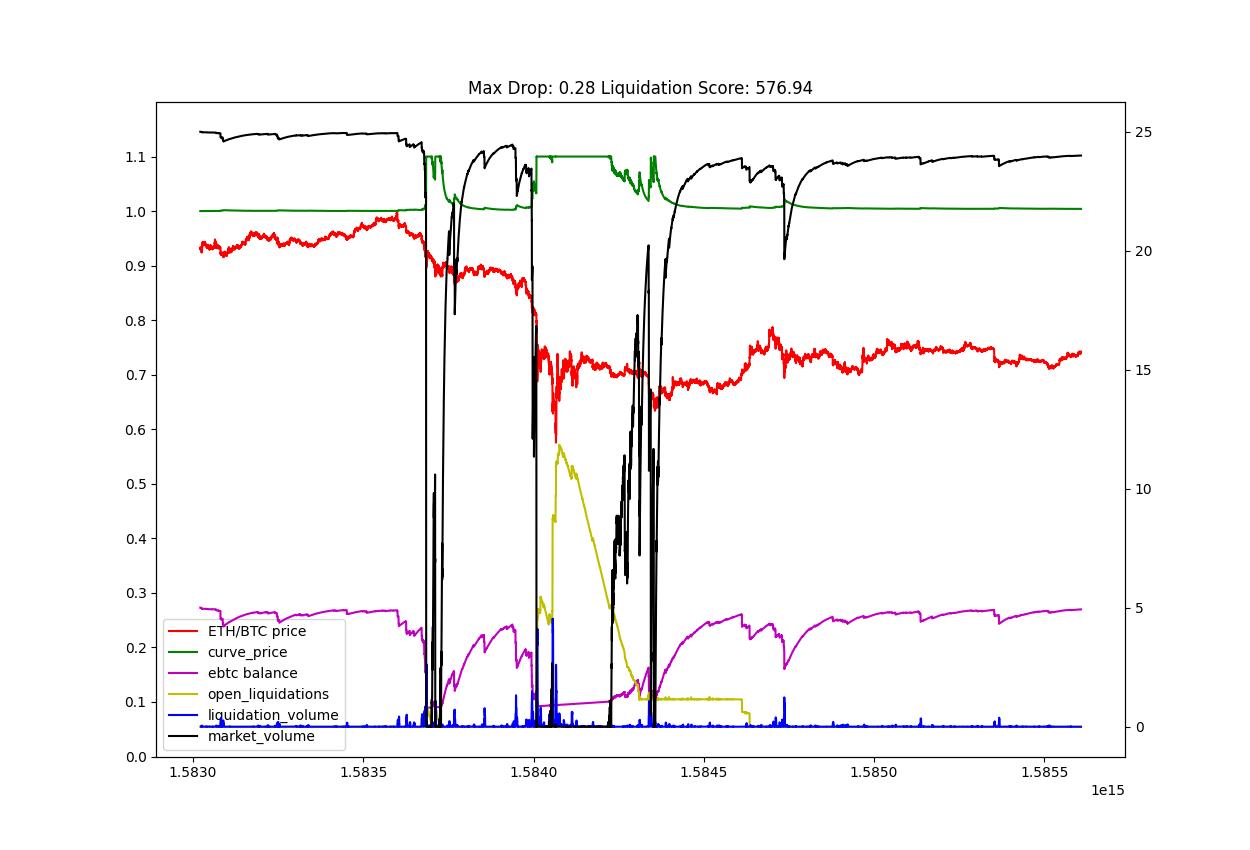 Max Drop: 0.28 Liquidation Score: 576.94
1.1
1.0
0.9
0.8
0.7
0.6
0.5
0.4
0.3
0.2
0.1
0.0
25
20
15
10
5
0
ETH/BTC price
curve_price
ebtc balance
open_liquidations
liquidation_volume
market_volume
1.5830 1.5835 1.5840 1.5845 1.5850 1.5855
1e15